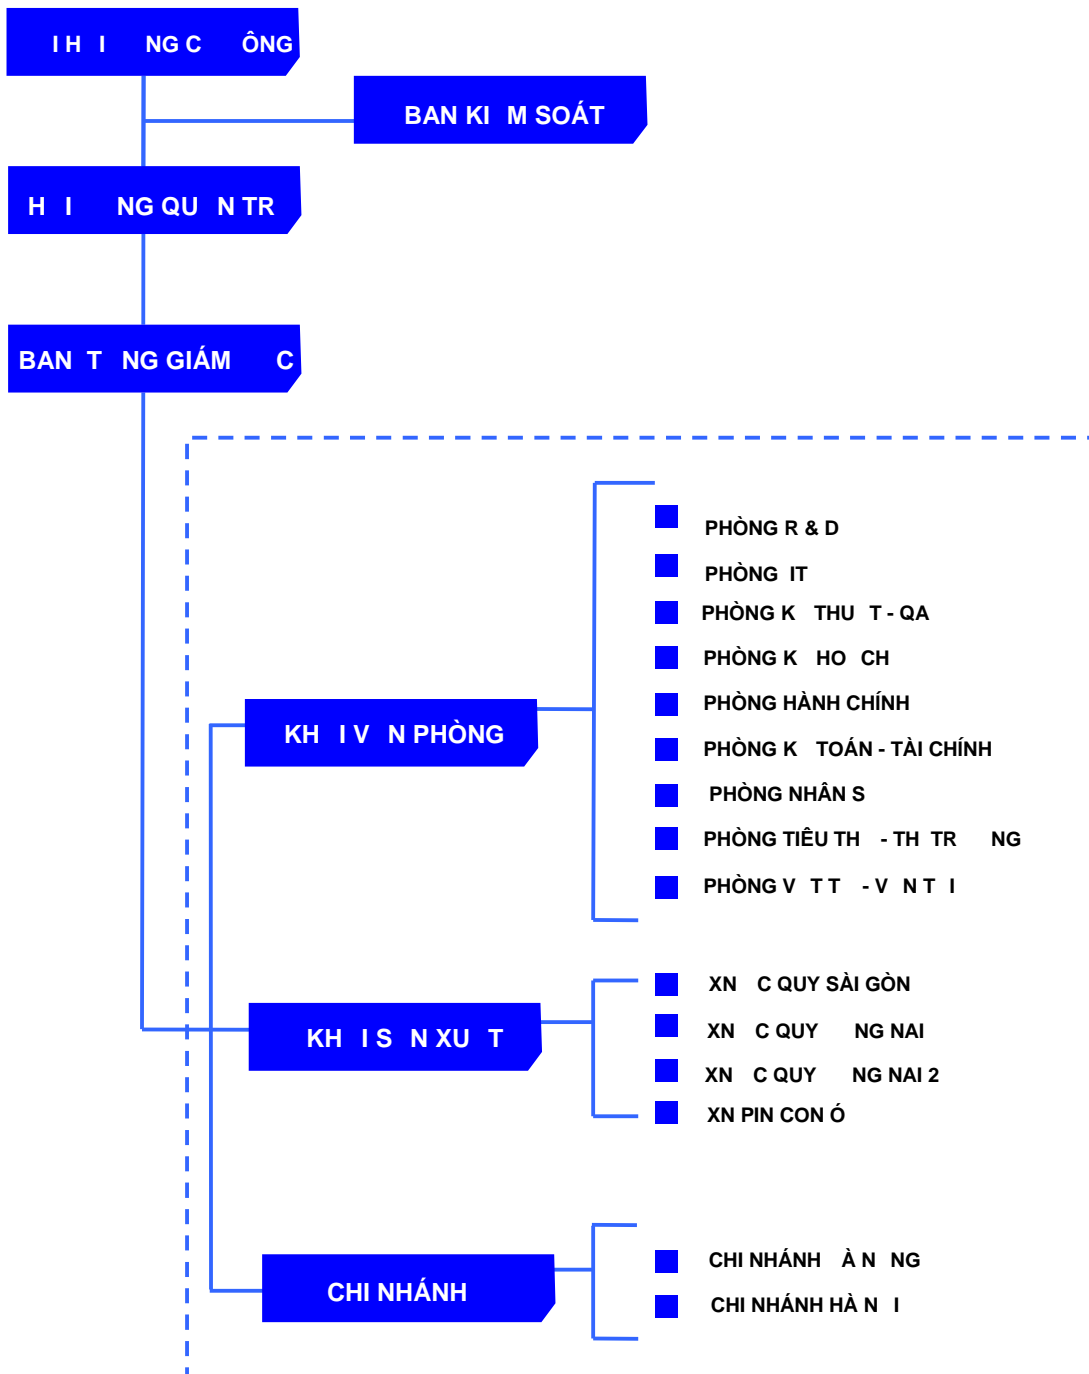 I H I NG C ÔNG
BAN KI M SOÁT
H I NG QU N TR
BAN T NG GIÁM C
PHÒNG R & D
PHÒNG IT
PHÒNG K THU T - QA
PHÒNG K HO CH
PHÒNG HÀNH CHÍNH
KH I V N PHÒNG
PHÒNG K TOÁN - TÀI CHÍNH
PHÒNG NHÂN S
PHÒNG TIÊU TH - TH TR NG
PHÒNG V T T - V N T I
XN C QUY SÀI GÒN
XN C QUY NG NAI
KH I S N XU T
XN C QUY NG NAI 2
XN PIN CON Ó
CHI NHÁNH À N NG
CHI NHÁNH
CHI NHÁNH HÀ N I